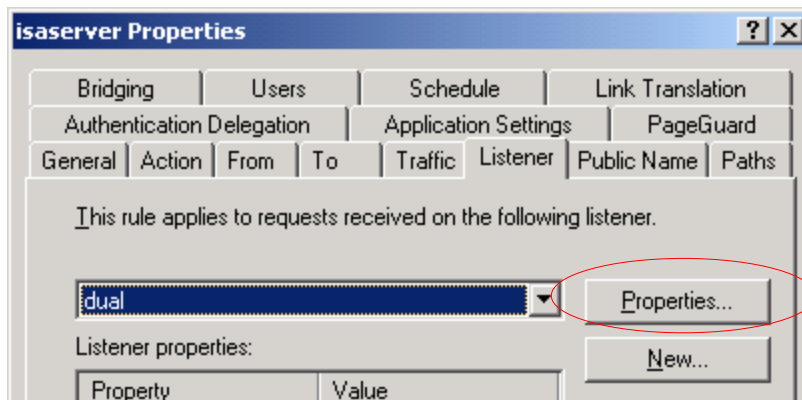 isaserver Properties
Bridging Users Schedule Link Translation
Authentication Delegation Application Settings PageGuard
General Action From To Traffic Listener Public Name Paths
This rule applies to requests received on the following listener.
dual Properties...
Listener properties:
New...
Property Value